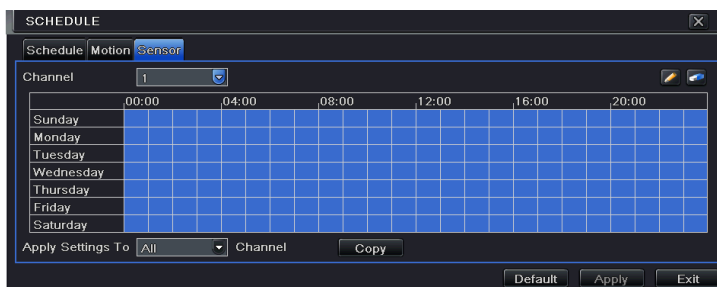 SCHEDULE
Schedule Motion Sensor
Channel 1
00:00 04:00 08:00 12:00 16:00 20:00
Sunday
Monday
Tuesday
Wednesday
Thursday
Friday
Saturday
Apply Settings To All Channel Copy
Default Apply Exit